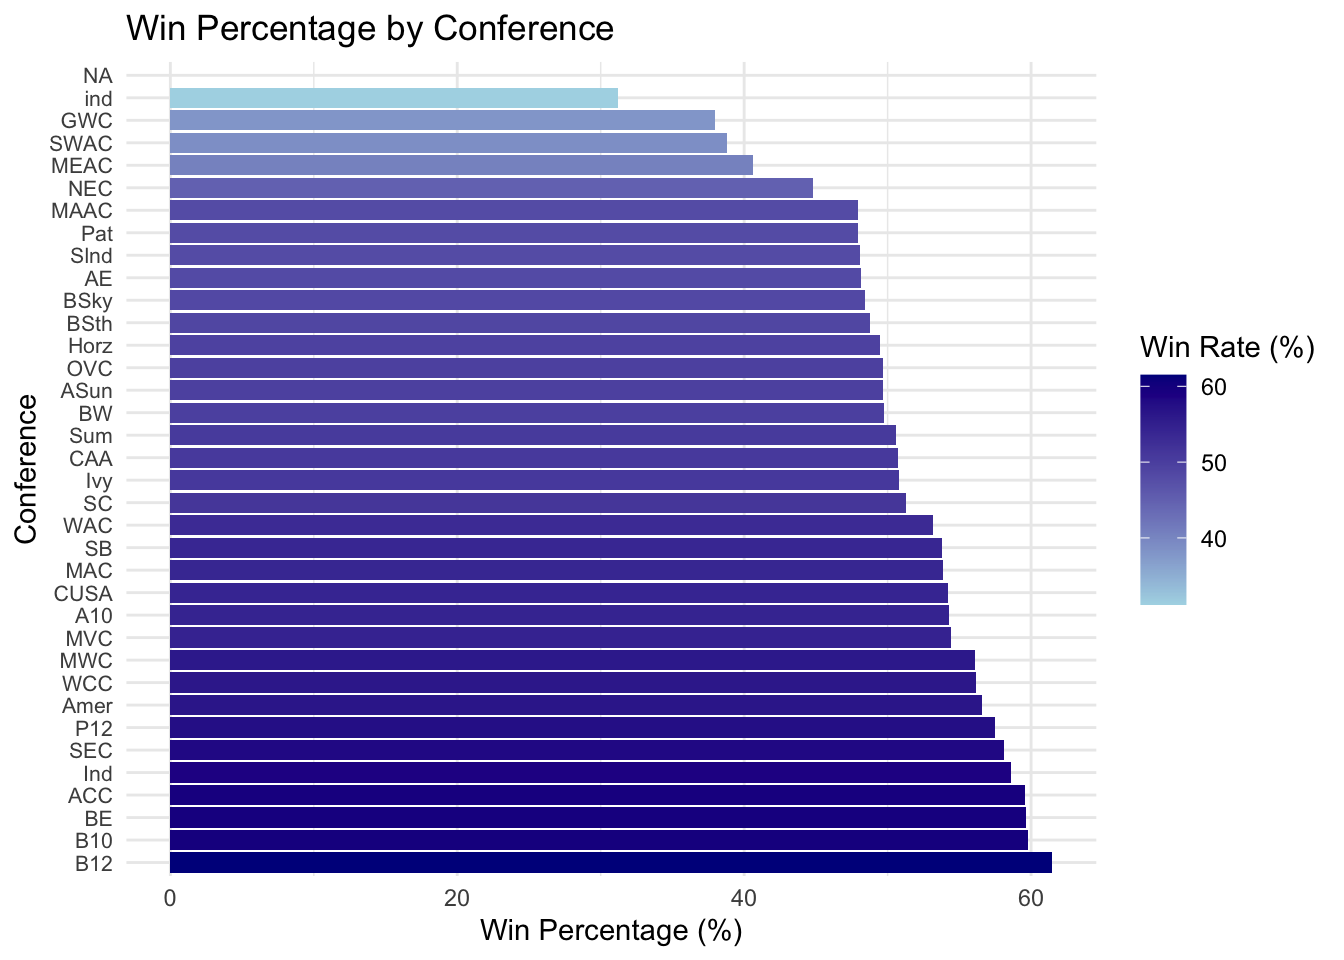 Win Percentage by Conference
NA
ind
GWC
SWAC
MEAC
NEC
MAAC
Pat
Slnd
AE
BSky
BSth
Horz
OVC
ASun
BW
Sum
CAA
Ivy
SC
WAC
SB
MAC
CUSA
A10
MVC
MWC
WCC
Amer
P12
SEC
Ind
ACC
BE
B10
B12
Conference
0 20 40 60
Win Percentage (%)
Win Rate (%)
60
50
40